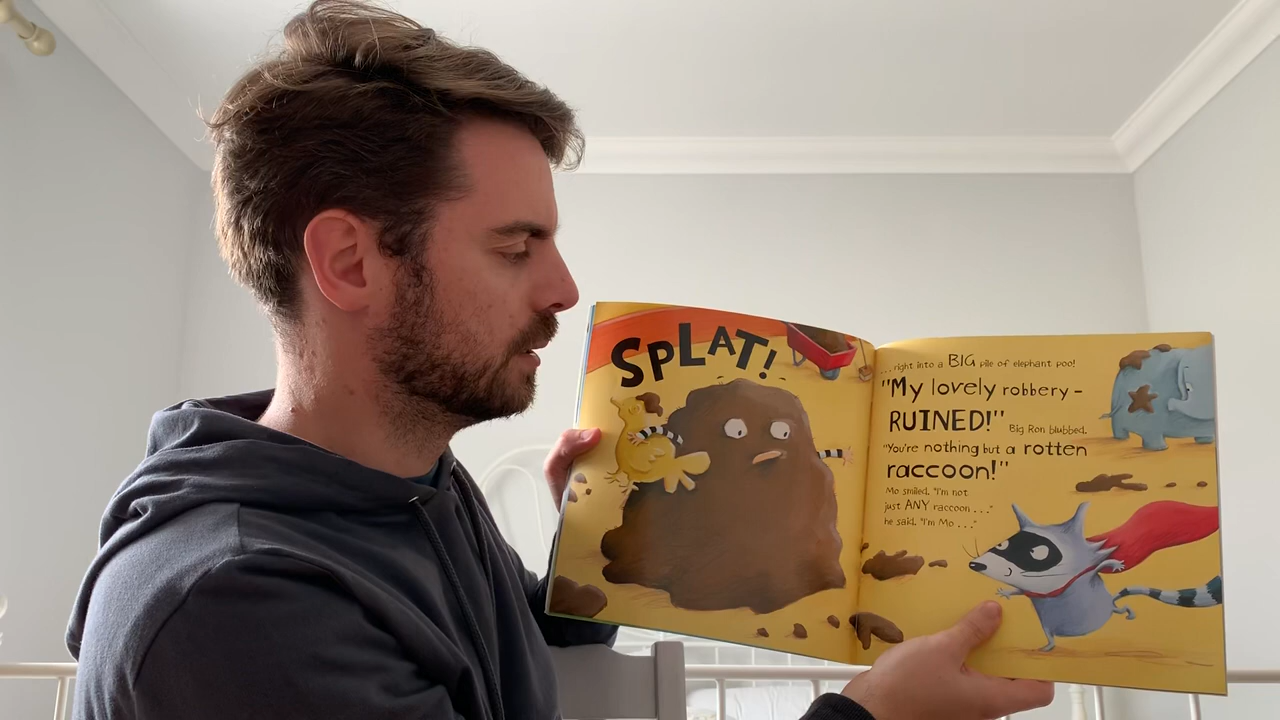 SPLAT!
...right into a BIG pile of elephant poo!
"My lovely robbery –
RUINED!" Big Ron blubbed.
"You're nothing but a rotten
raccoon!"
Mo smiled. "I'm not
just ANY raccoon . . ."
he said. "I'm Mo . . ."